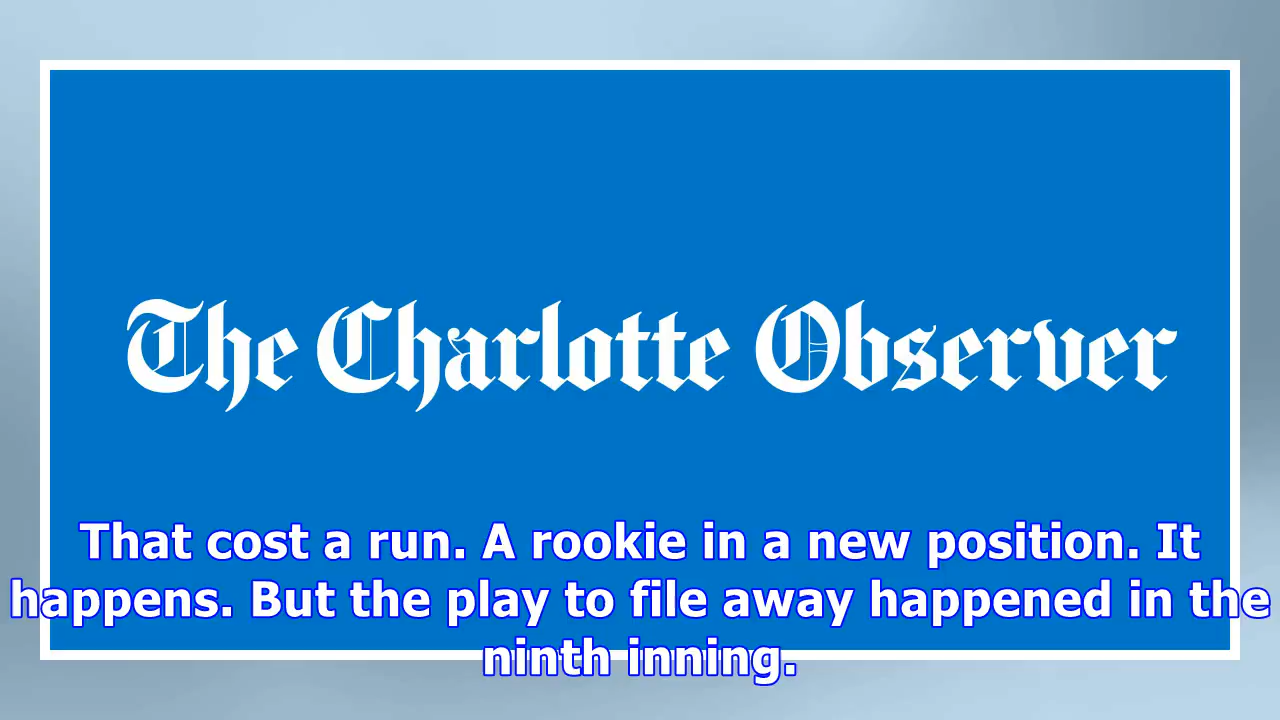 The Charlotte Observer
That cost a run. A rookie in a new position. It
happens. But the play to file away happened in the
ninth inning.